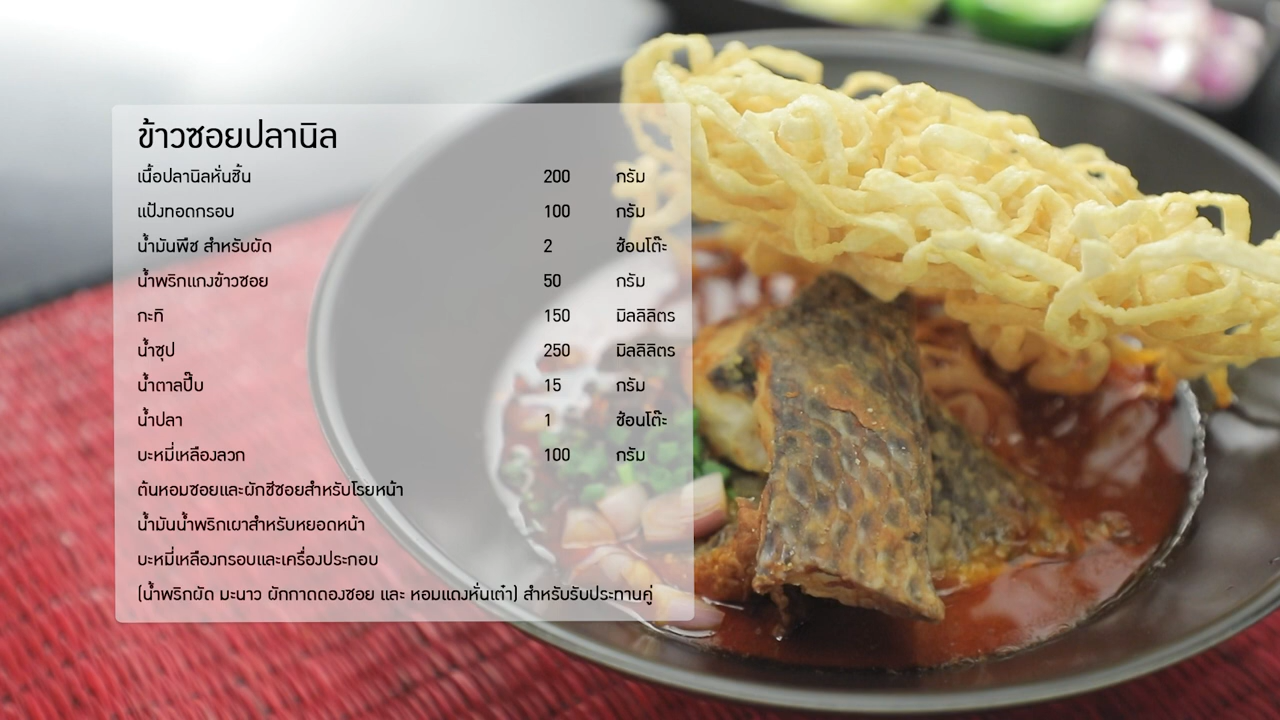 ข้าวซอยปลานิล
เนื้อปลานิลหั่นชิ้น 200 กรัม
แป้งทอดกรอบ 100 กรัม
น้ำมันพืช สำหรับผัด 2 ช้อนโต๊ะ
น้ำพริกแกงข้าวซอย 50 กรัม
กะทิ 150 มิลลิลิตร
น้ำซุป 250 มิลลิลิตร
น้ำตาลปี๊บ 15 กรัม
น้ำปลา 1 ช้อนโต๊ะ
บะหมี่เหลืองลวก 100 กรัม
ต้นหอมซอยและผักชีซอยสำหรับโรยหน้า
น้ำมันน้ำพริกเผาสำหรับหยอดหน้า
บะหมี่เหลืองกรอบและเครื่องประกอบ
(น้ำพริกผัด มะนาว ผักกาดดองซอย และ หอมแดงหั่นเต๋า) สำหรับรับประทานคู่